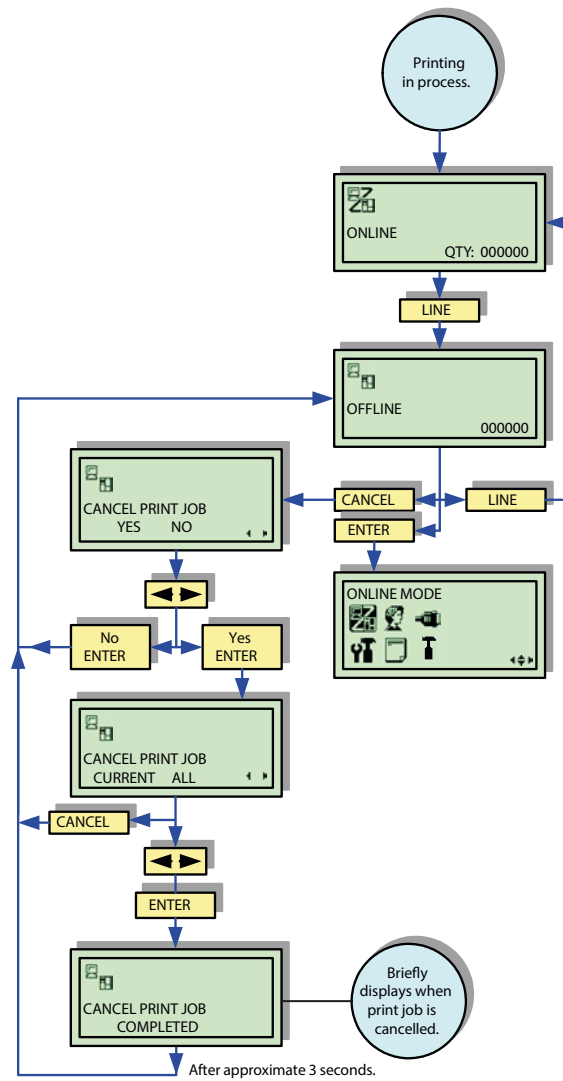 Printing
in process.
ONLINE
QTY: 000000
LINE
OFFLINE
000000
CANCEL PRINT JOB
YES NO
CANCEL
LINE
ENTER
ONLINE MODE
No
ENTER
Yes
ENTER
CANCEL PRINT JOB
CURRENT ALL
CANCEL
ENTER
CANCEL PRINT JOB
COMPLETED
Briefly
displays when
print job is
cancelled.
After approximate 3 seconds.